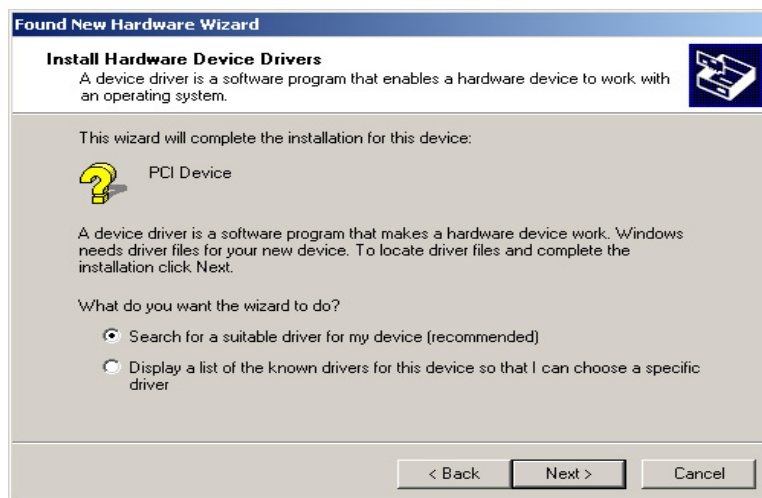 Found New Hardware Wizard
Install Hardware Device Drivers
A device driver is a software program that enables a hardware device to work with
an operating system.
This wizard will complete the installation for this device:
PCI Device
A device driver is a software program that makes a hardware device work. Windows
needs driver files for your new device. To locate driver files and complete the
installation click Next.
What do you want the wizard to do?
Search for a suitable driver for my device (recommended)
Display a list of the known drivers for this device so that I can choose a specific
driver
< Back
Next >
Cancel